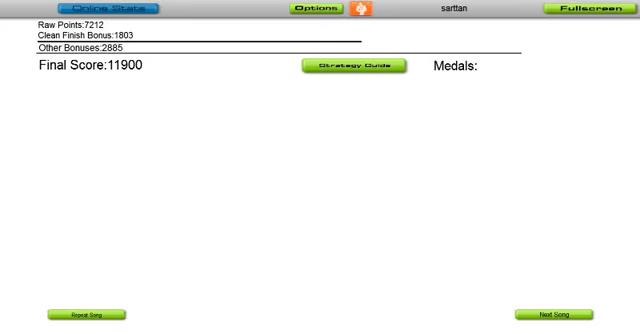 Online Stats Options sarttan Fullscreen
Raw Points:7212
Clean Finish Bonus:1803
Other Bonuses:2885
Final Score:11900 Strategy Guide Medals:
Repeat Song Next Song